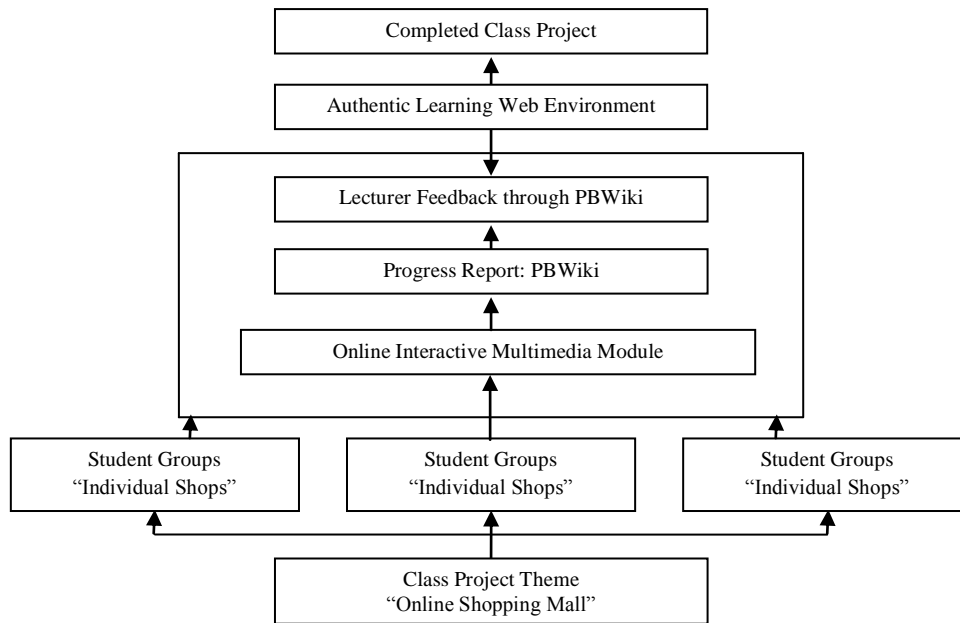 Completed Class Project
Authentic Learning Web Environment
Lecturer Feedback through PBWiki
Progress Report: PBWiki
Online Interactive Multimedia Module
Student Groups
“Individual Shops”
Student Groups
“Individual Shops”
Student Groups
“Individual Shops”
Class Project Theme
“Online Shopping Mall”